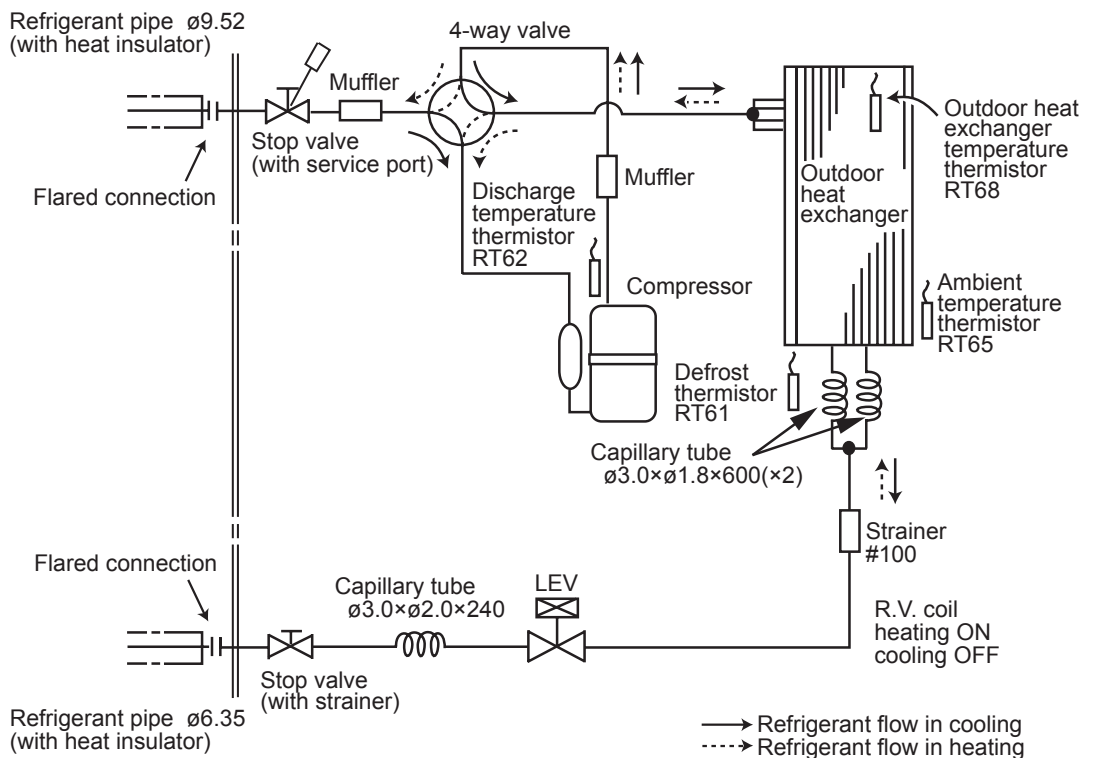 Refrigerant pipe ø9.52
(with heat insulator)
4-way valve
Muffler
Stop valve
(with service port)
Flared connection
Outdoor heat
exchanger
temperature
thermistor
RT68
Muffler
Outdoor
heat
exchanger
Discharge
temperature
thermistor
RT62
Compressor
Ambient
temperature
thermistor
RT65
Defrost
thermistor
RT61
Capillary tube
ø3.0×ø1.8×600(×2)
Strainer
#100
Flared connection
Capillary tube
ø3.0×ø2.0×240
LEV
R.V. coil
heating ON
cooling OFF
Stop valve
(with strainer)
Refrigerant pipe ø6.35
(with heat insulator)
Refrigerant flow in cooling
Refrigerant flow in heating